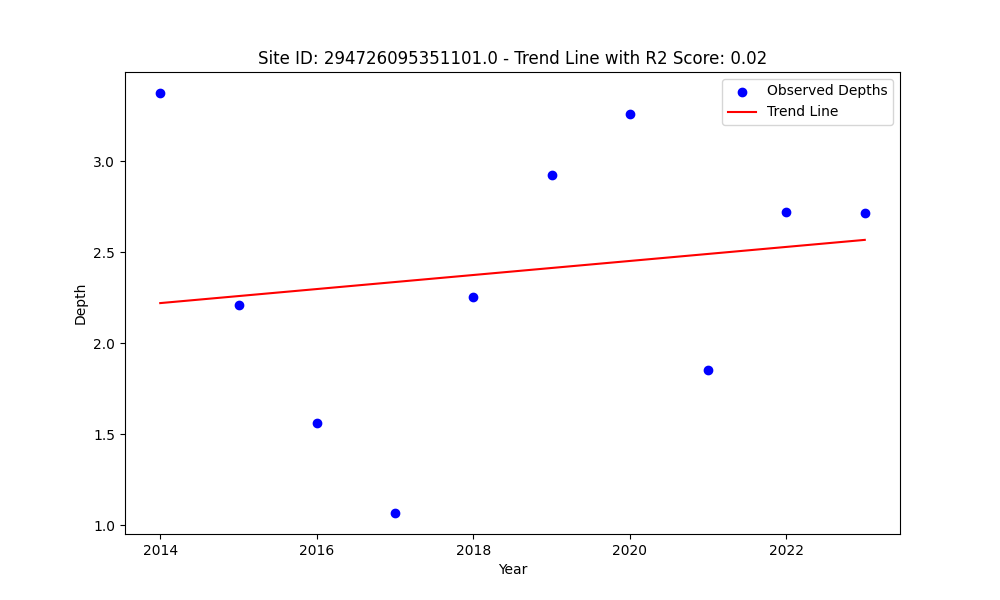 Site ID: 294726095351101.0 - Trend Line with R2 Score: 0.02
Observed Depths
Trend Line
3.0
2.5
2.0
1.5
1.0
Depth
2014 2016 2018 2020 2022
Year